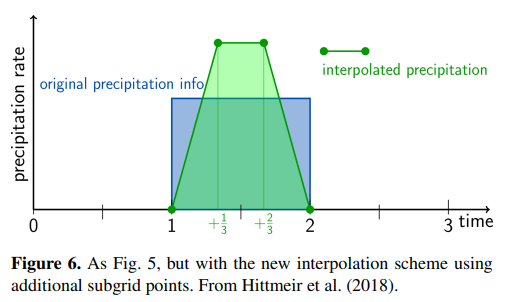 precipitation rate
original precipitation info
interpolated precipitation
0
1
+1/3
+2/3
2
3
time
Figure 6. As Fig. 5, but with the new interpolation scheme using
additional subgrid points. From Hittmeir et al. (2018).